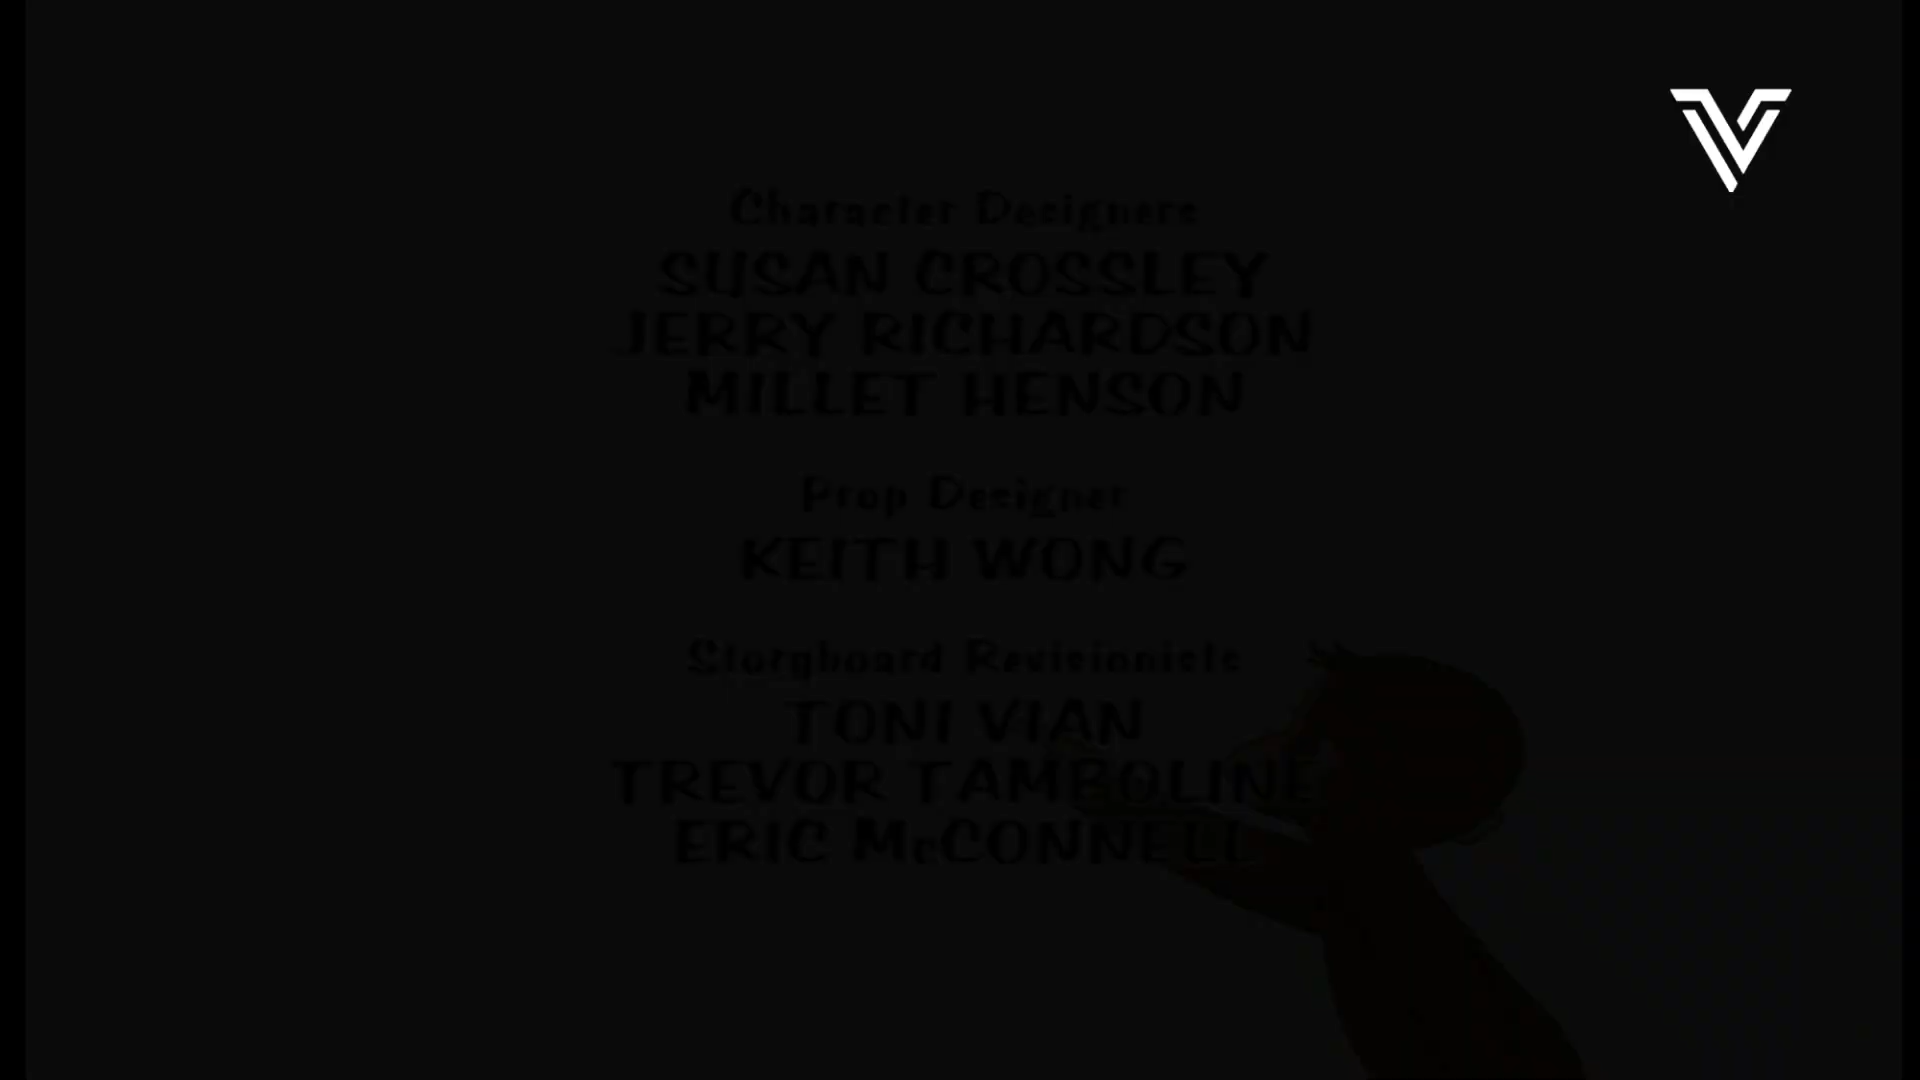 Character Designers
SUSAN CROSSLEY
JERRY RICHARDSON
MILLET HENSON
Prop Designer
KEITH WONG
Storyboard Revisionists
TONI VIAN
TREVOR TAMBOLINE
ERIC McCONNELL